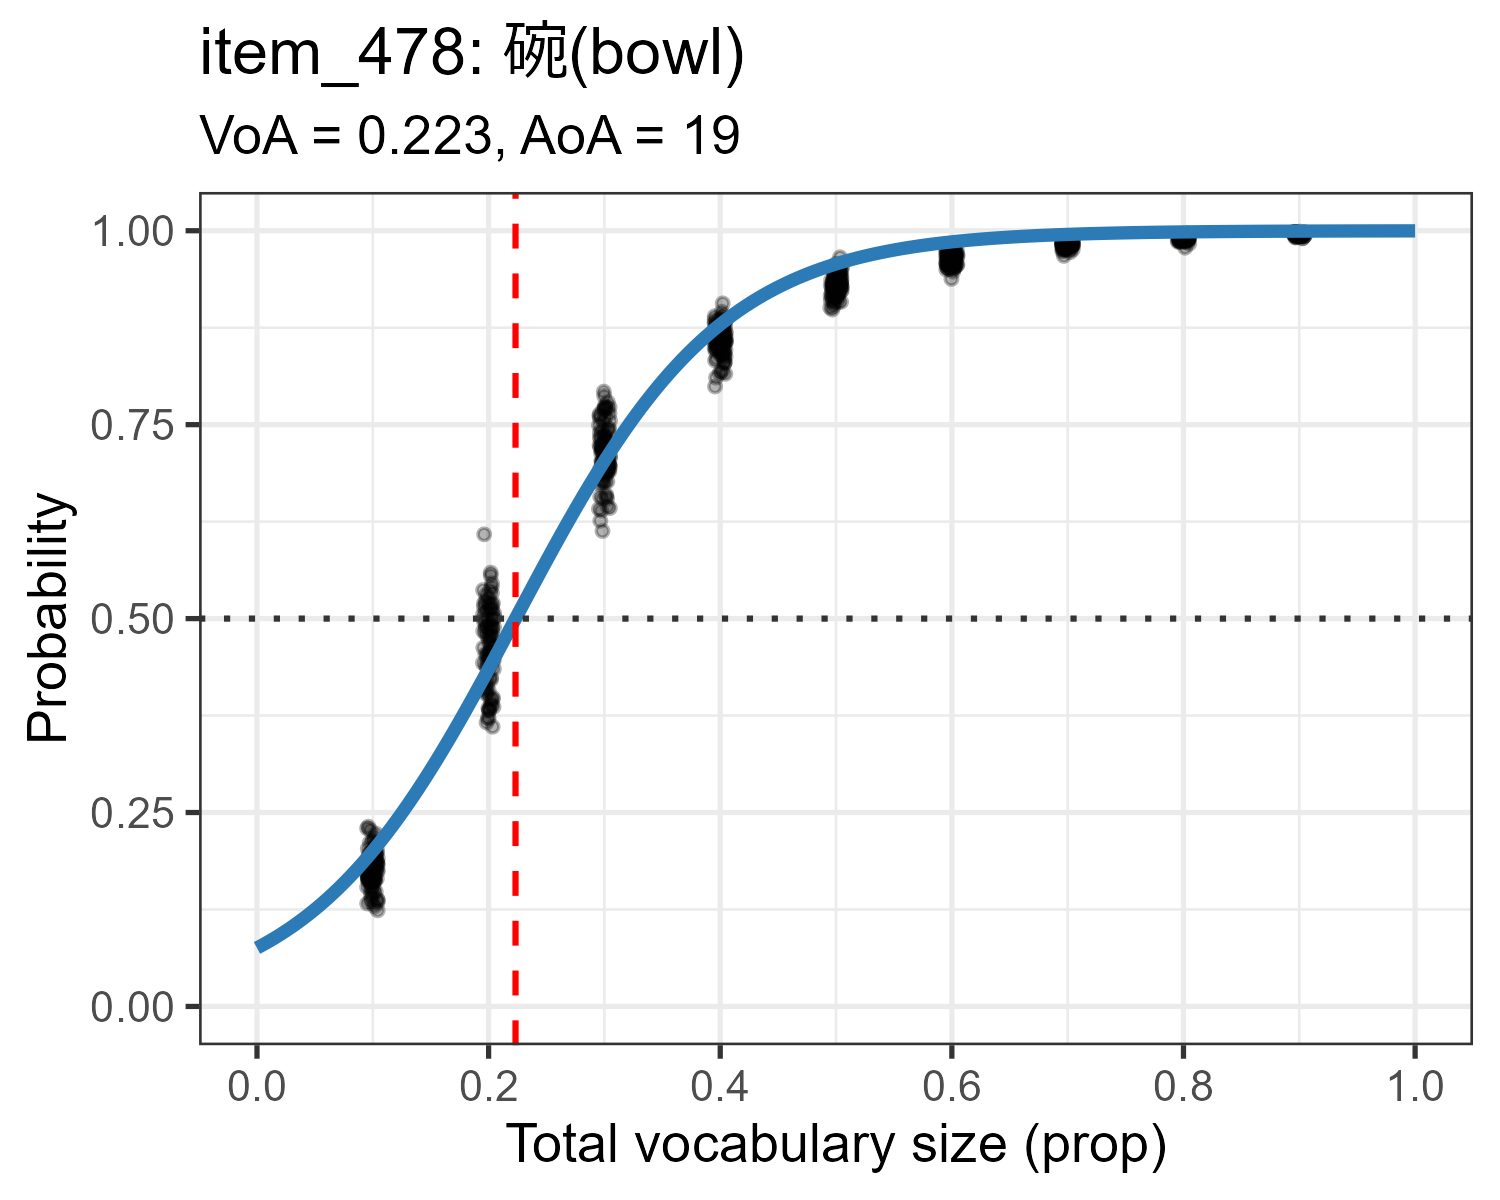 item_478: 碗(bowl)
VoA = 0.223, AoA = 19
1.00
0.75
0.50
0.25
0.00
Probability
0.0 0.2 0.4 0.6 0.8 1.0
Total vocabulary size (prop)